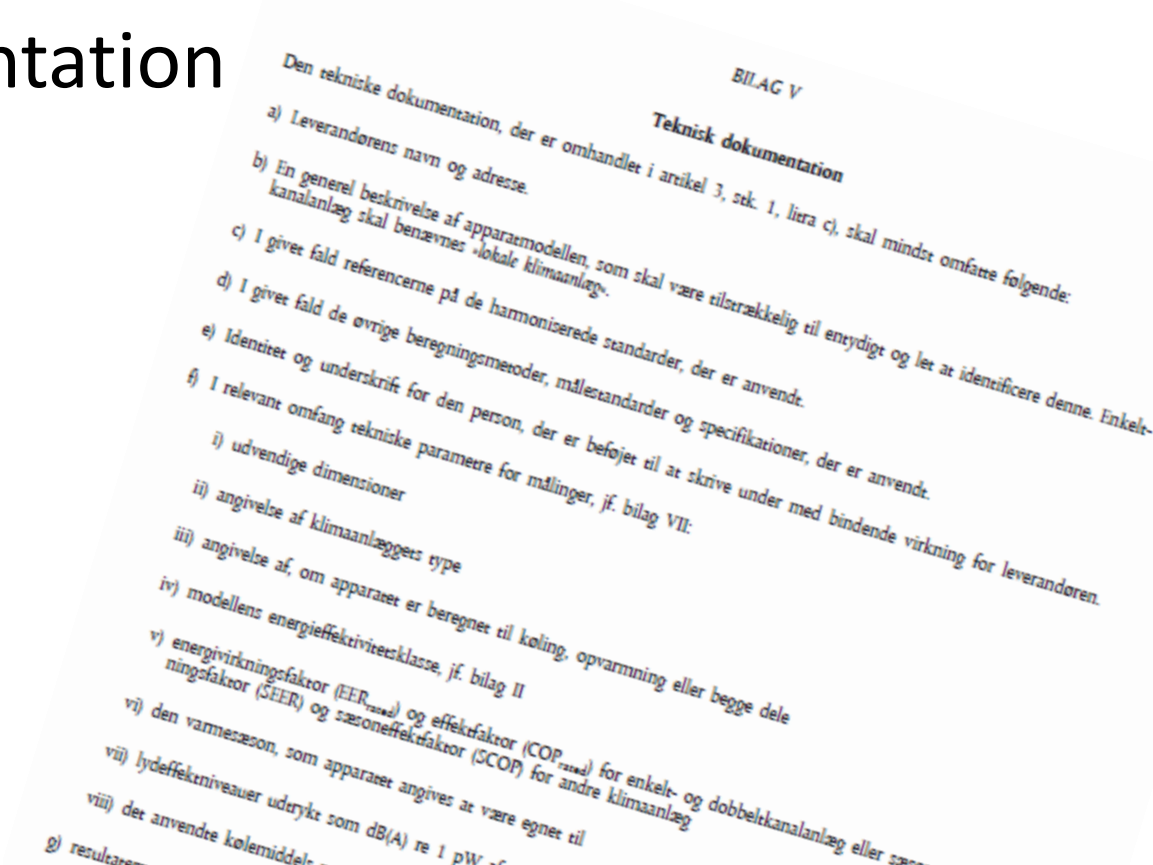 ntation
BILAG V
Teknisk dokumentation
Den tekniske dokumentation, der er omhandlet i artikel 3, stk. 1, litra c), skal mindst omfatte følgende:
a) Leverandørens navn og adresse.
b) En generel beskrivelse af apparatmodellen, som skal være tilstrækkelig til entydigt og let at identificere denne. Enkelt-
kanalanlæg skal benævnes »lokale klimaanlæg«.
c) I givet fald referencerne på de harmoniserede standarder, der er anvendt.
d) I givet fald de øvrige beregningsmetoder, målestandarder og specifikationer, der er anvendt.
e) Identitet og underskrift for den person, der er beføjet til at skrive under med bindende virkning for leverandøren.
f) I relevant omfang tekniske parametre for målinger, jf. bilag VII:
i) udvendige dimensioner
ii) angivelse af klimaanlæggets type
iii) angivelse af, om apparatet er beregnet til køling, opvarmning eller begge dele
iv) modellens energieffektivitetsklasse, jf. bilag II
v) energivirkningsfaktor (EERrated) og effektfaktor (COPrated) for enkelt- og dobbeltkanalanlæg eller
ningsfaktor (SEER) og sæsoneffektfaktor (SCOP) for andre klimaanlæg
vi) den varmesæson, som apparatet angives at være egnet til
vii) lydeffektniveauer udtrykt som dB(A) re 1 pW
viii) det anvendte kølemiddels
g)